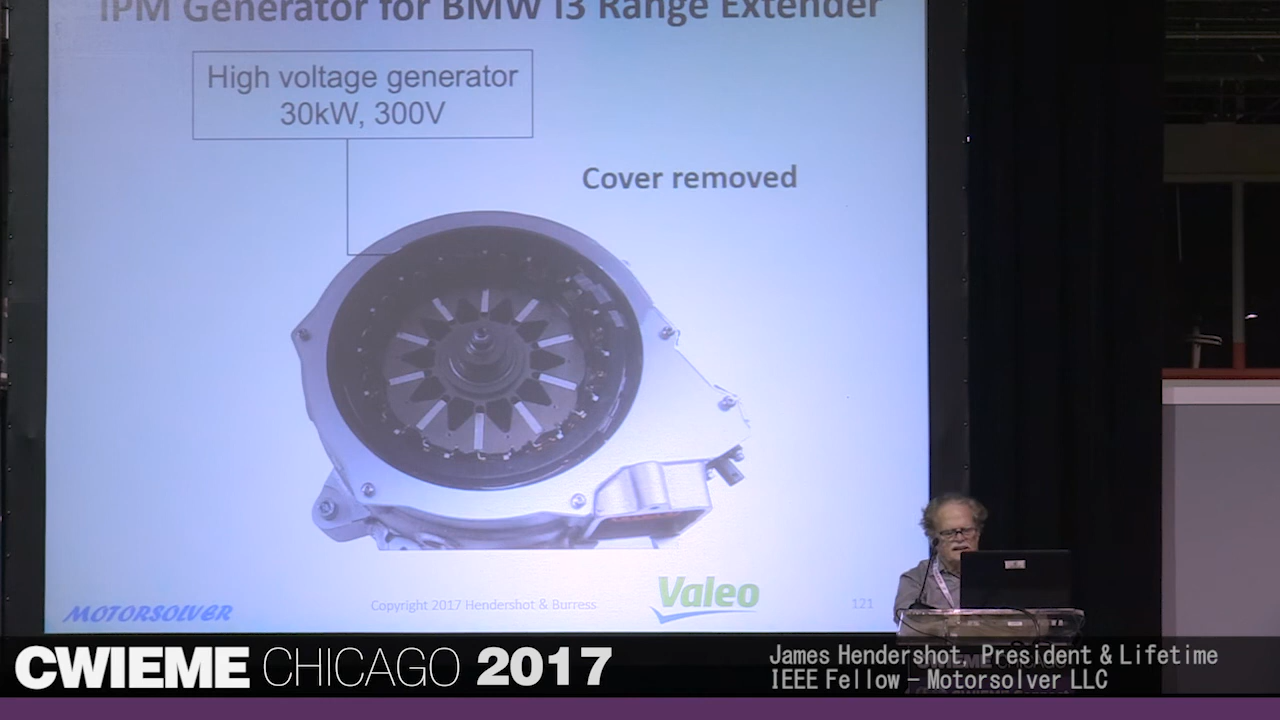 IPM Generator for BMW i3 Range Extender
High voltage generator
30kW, 300V
Cover removed
MOTORSOLVER
Copyright 2017 Hendershot & Burress
Valeo
121
CWIEME CHICAGO 2017
James Hendershot, President & Lifetime
IEEE Fellow – Motorsolver LLC